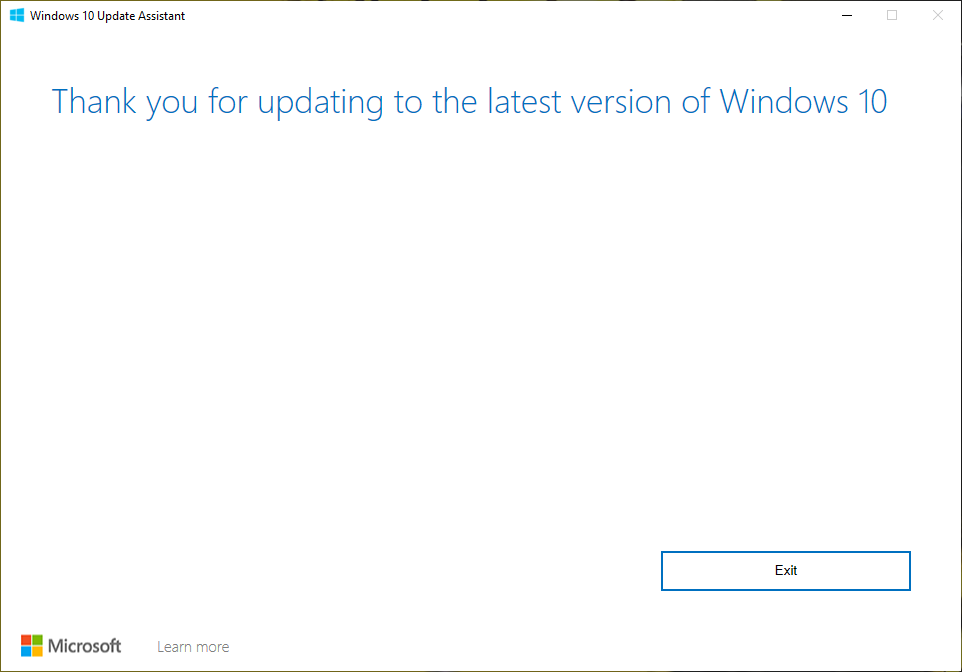 Windows 10 Update Assistant
Thank you for updating to the latest version of Windows 10
Exit
Microsoft Learn more